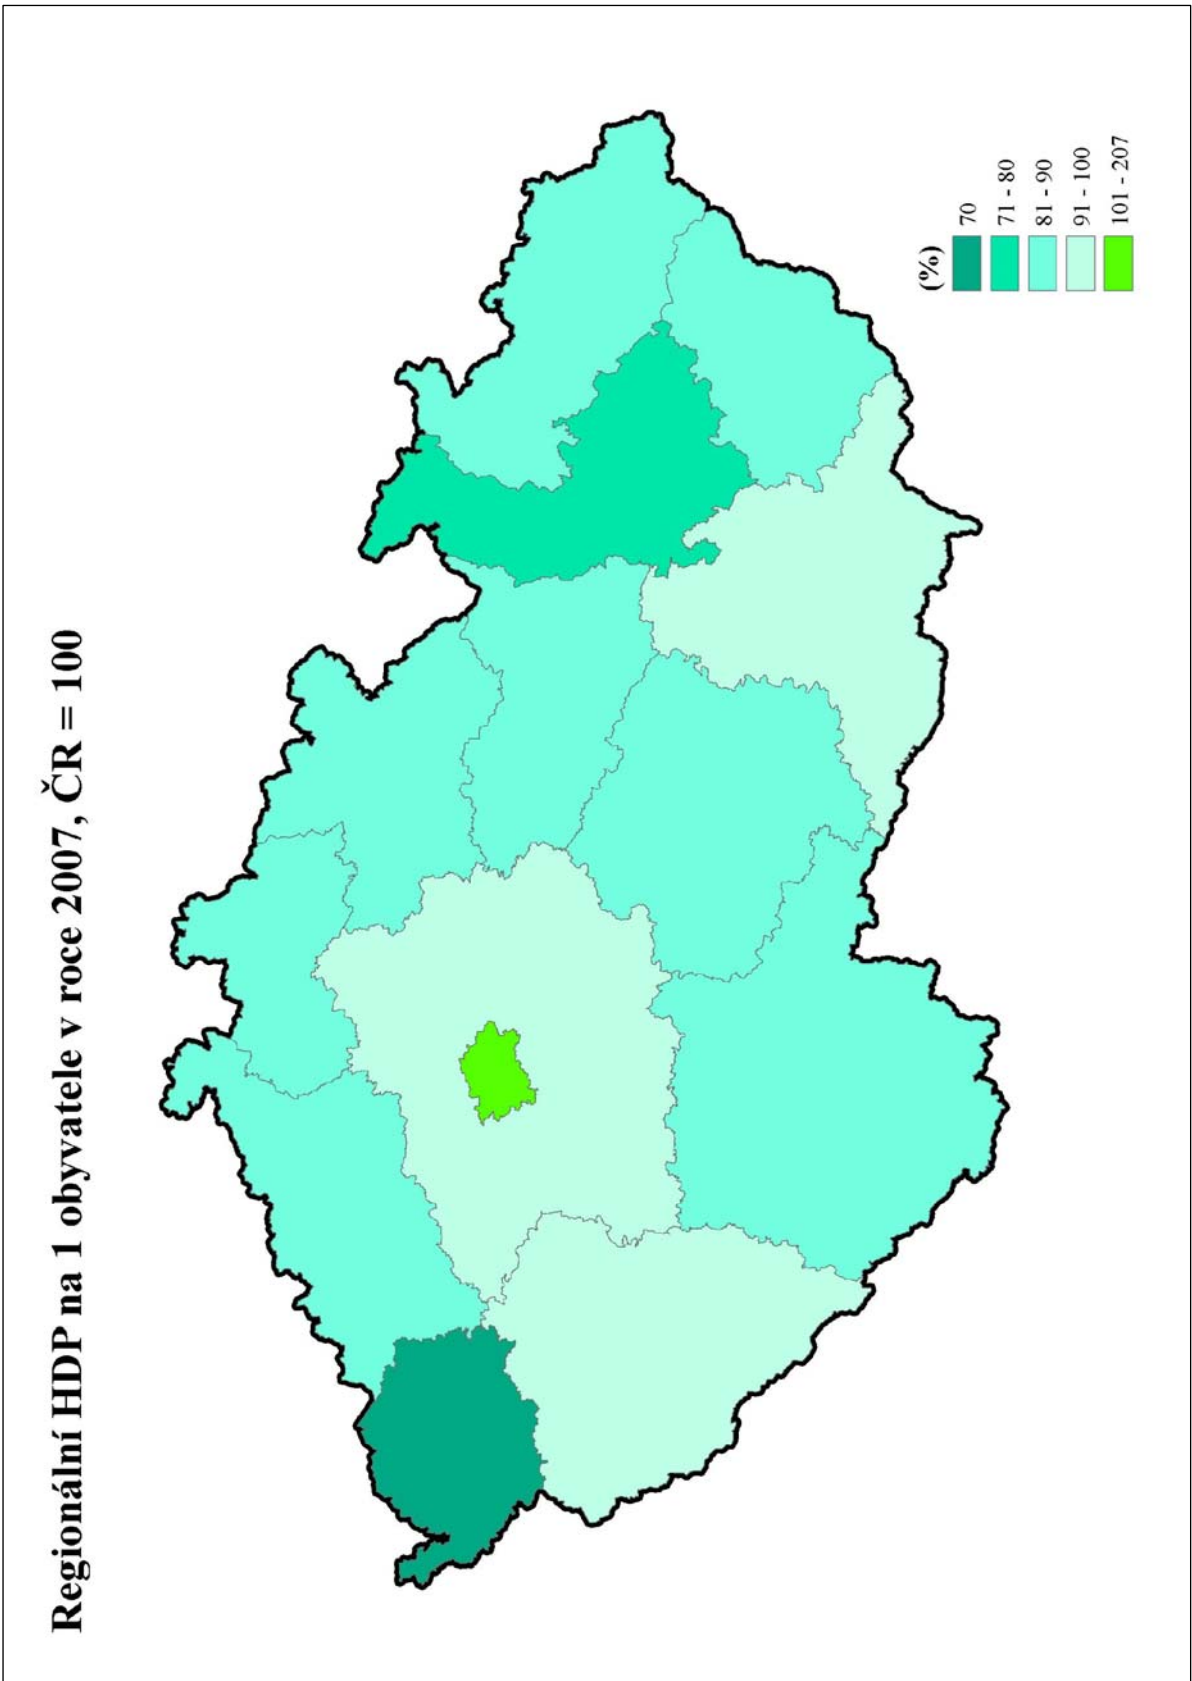 Regionální HDP na 1 obyvatele v roce 2007, ČR = 100
(%)
70
71 - 80
81 - 90
91 - 100
101 - 207